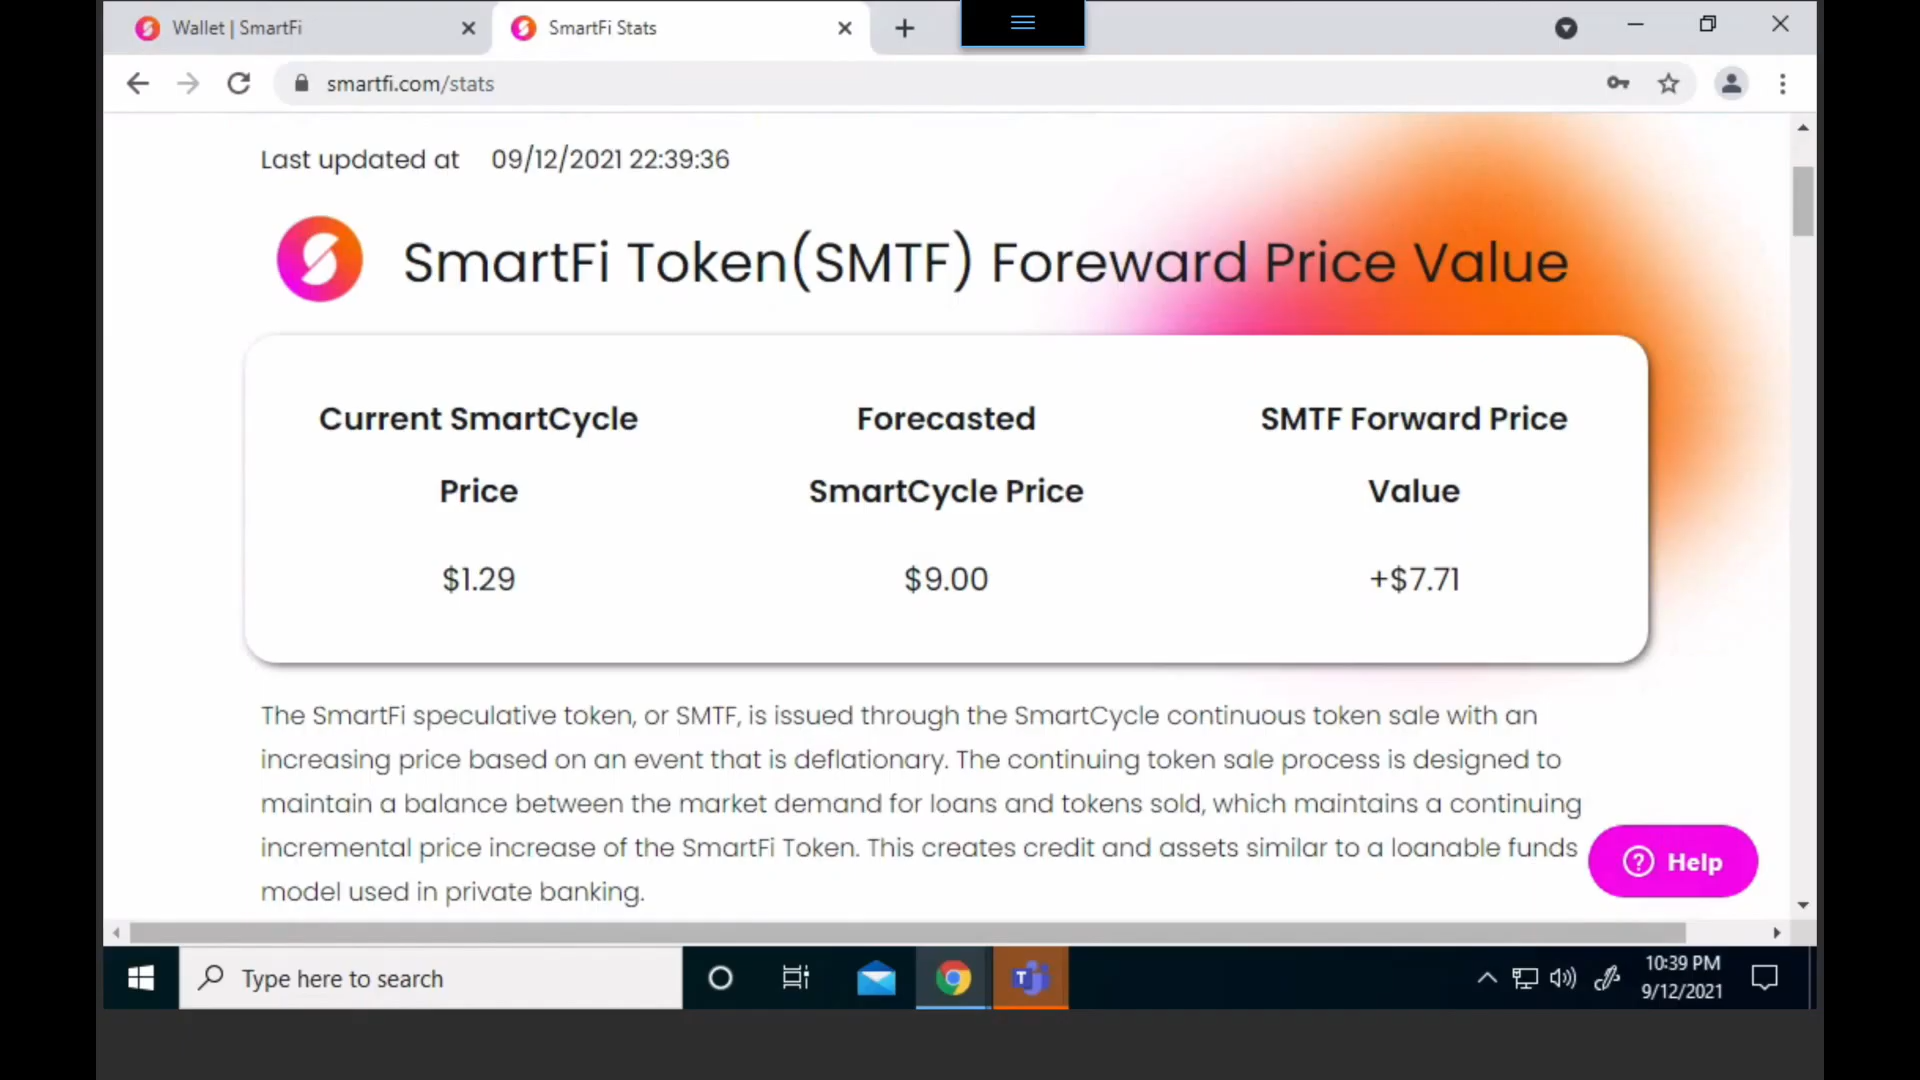 Wallet | SmartFi
SmartFi Stats
smartfi.com/stats
Last updated at 09/12/2021 22:39:36
SmartFi Token(SMTF) Foreward Price Value
Current SmartCycle Price
Forecasted SmartCycle Price
SMTF Forward Price Value
$1.29
$9.00
+$7.71
The SmartFi speculative token, or SMTF, is issued through the SmartCycle continuous token sale with an
increasing price based on an event that is deflationary. The continuing token sale process is designed to
maintain a balance between the market demand for loans and tokens sold, which maintains a continuing
incremental price increase of the SmartFi Token. This creates credit and assets similar to a loanable funds
model used in private banking.
Help
Type here to search
10:39 PM
9/12/2021